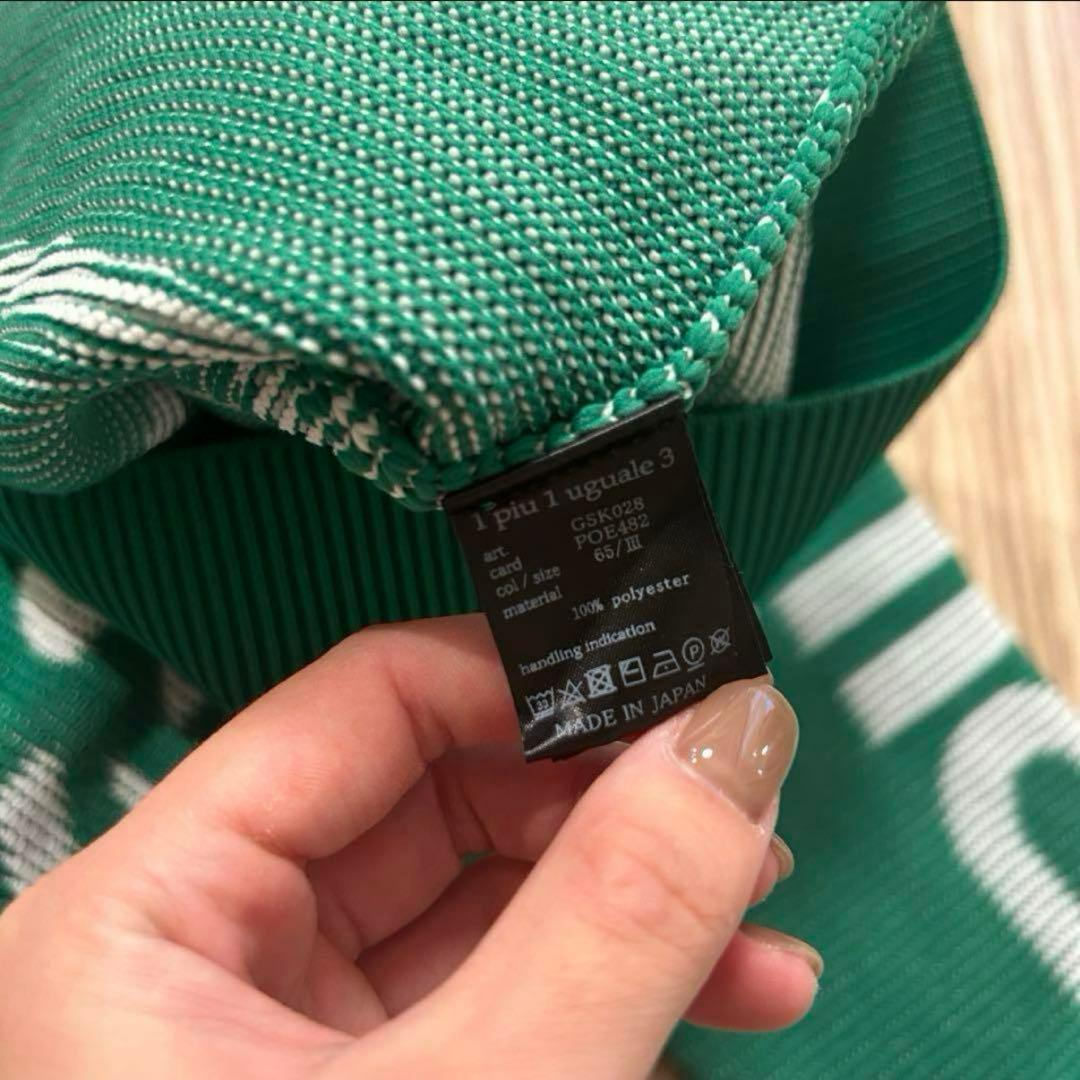 1 piu 1 uguale 3
art. GSK028
card POE482
col / size 65/Ⅲ
material
100% polyester
handling indication
MADE IN JAPAN